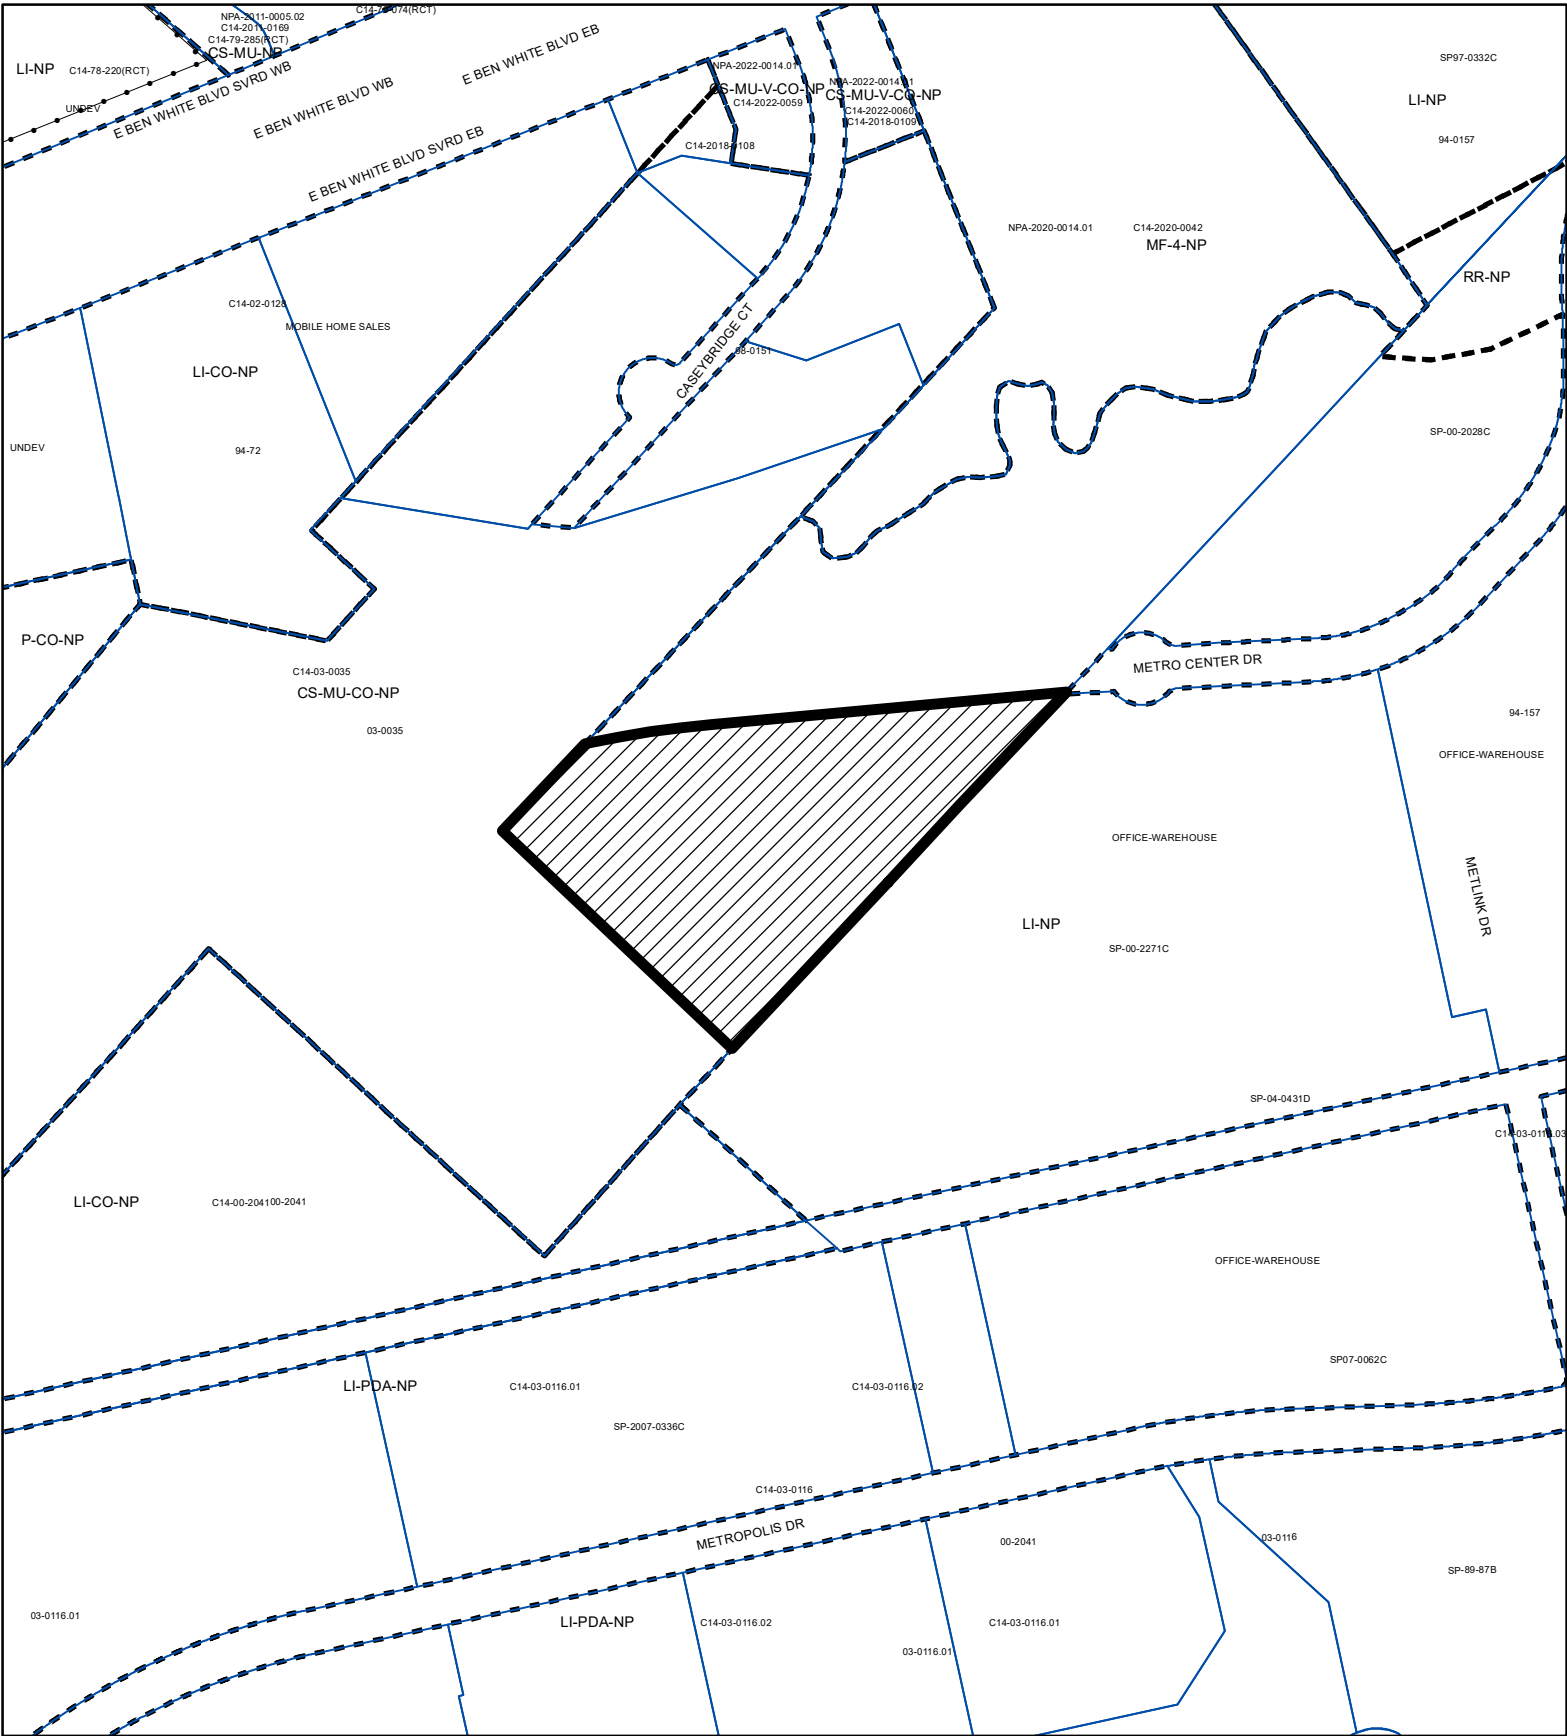 C14-79-074(RCT)
NPA-2011-0005.02
C14-2011-0169
C14-79-285(RCT)
CS-MU-NP
LI-NP
C14-78-220(RCT)
UNDEV
E BEN WHITE BLVD SVRD WB
E BEN WHITE BLVD WB
E BEN WHITE BLVD EB
E BEN WHITE BLVD SVRD EB
NPA-2022-0014.01
CS-MU-V-CO-NP
C14-2022-0059
C14-2018-0108
NPA-2022-0014.01
CS-MU-V-CO-NP
C14-2022-0060
C14-2018-0109
SP97-0332C
LI-NP
94-0157
NPA-2020-0014.01
C14-2020-0042
MF-4-NP
RR-NP
C14-02-0128
MOBILE HOME SALES
LI-CO-NP
CASEYBRIDGE CT
98-0151
UNDEV
94-72
SP-00-2028C
P-CO-NP
C14-03-0035
CS-MU-CO-NP
03-0035
METRO CENTER DR
94-157
OFFICE-WAREHOUSE
OFFICE-WAREHOUSE
METLINK DR
LI-NP
SP-00-2271C
SP-04-0431D
C14-03-0116.03
LI-CO-NP
C14-00-2041
00-2041
OFFICE-WAREHOUSE
SP07-0062C
LI-PDA-NP
C14-03-0116.01
C14-03-0116.02
SP-2007-0336C
C14-03-0116
METROPOLIS DR
00-2041
03-0116
SP-89-87B
03-0116.01
LI-PDA-NP
C14-03-0116.02
C14-03-0116.01
03-0116.01